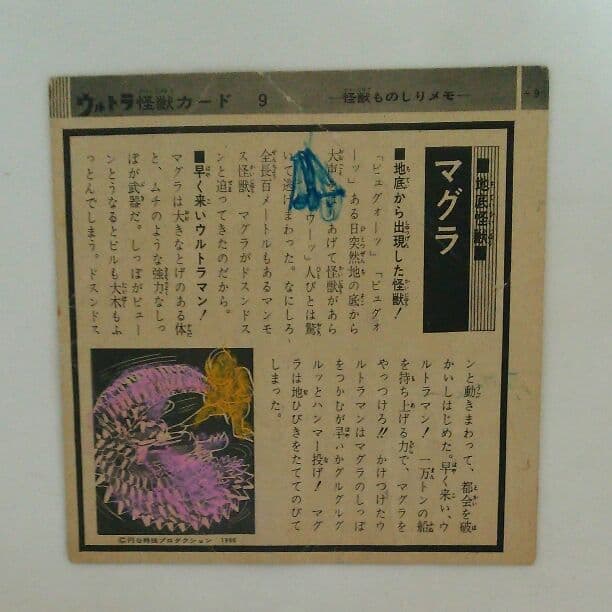 ウルトラ怪獣カード 9
—怪獣ものしりメモ—
-9
■地底怪獣■
マグラ
■地底から出現した怪獣！
「ピュグォーッ」「ピュグォ
ーッ」ある日突然地の底から
大声 あげて怪獣があら
ウーッ」人びとは驚
いて逃げまわった。なにしろ、
全長百メートルもあるマンモ
ス怪獣、マグラがドスンドス
ンと迫ってきたのだから。
■早く来いウルトラマン！
マグラは大きなとげのある体
と、ムチのような強力なしっ
ぽが武器だ。しっぽがビュー
ンとうなるとビルも大木もふ
っとんでしまう。ドスンドス
ンと動きまわって、都会を破
かいしはじめた。早く来い、ウ
ルトラマン！ 一万トンの船
を持ち上げる力で、マグラを
やっつけろ!! かけつけたウ
ルトラマンはマグラのしっぽ
をつかむが早いかグルグルグ
ルッとハンマー投げ！ マグ
ラは地ひびきをたててのびて
しまった。
©円谷特技プロダクション 1966